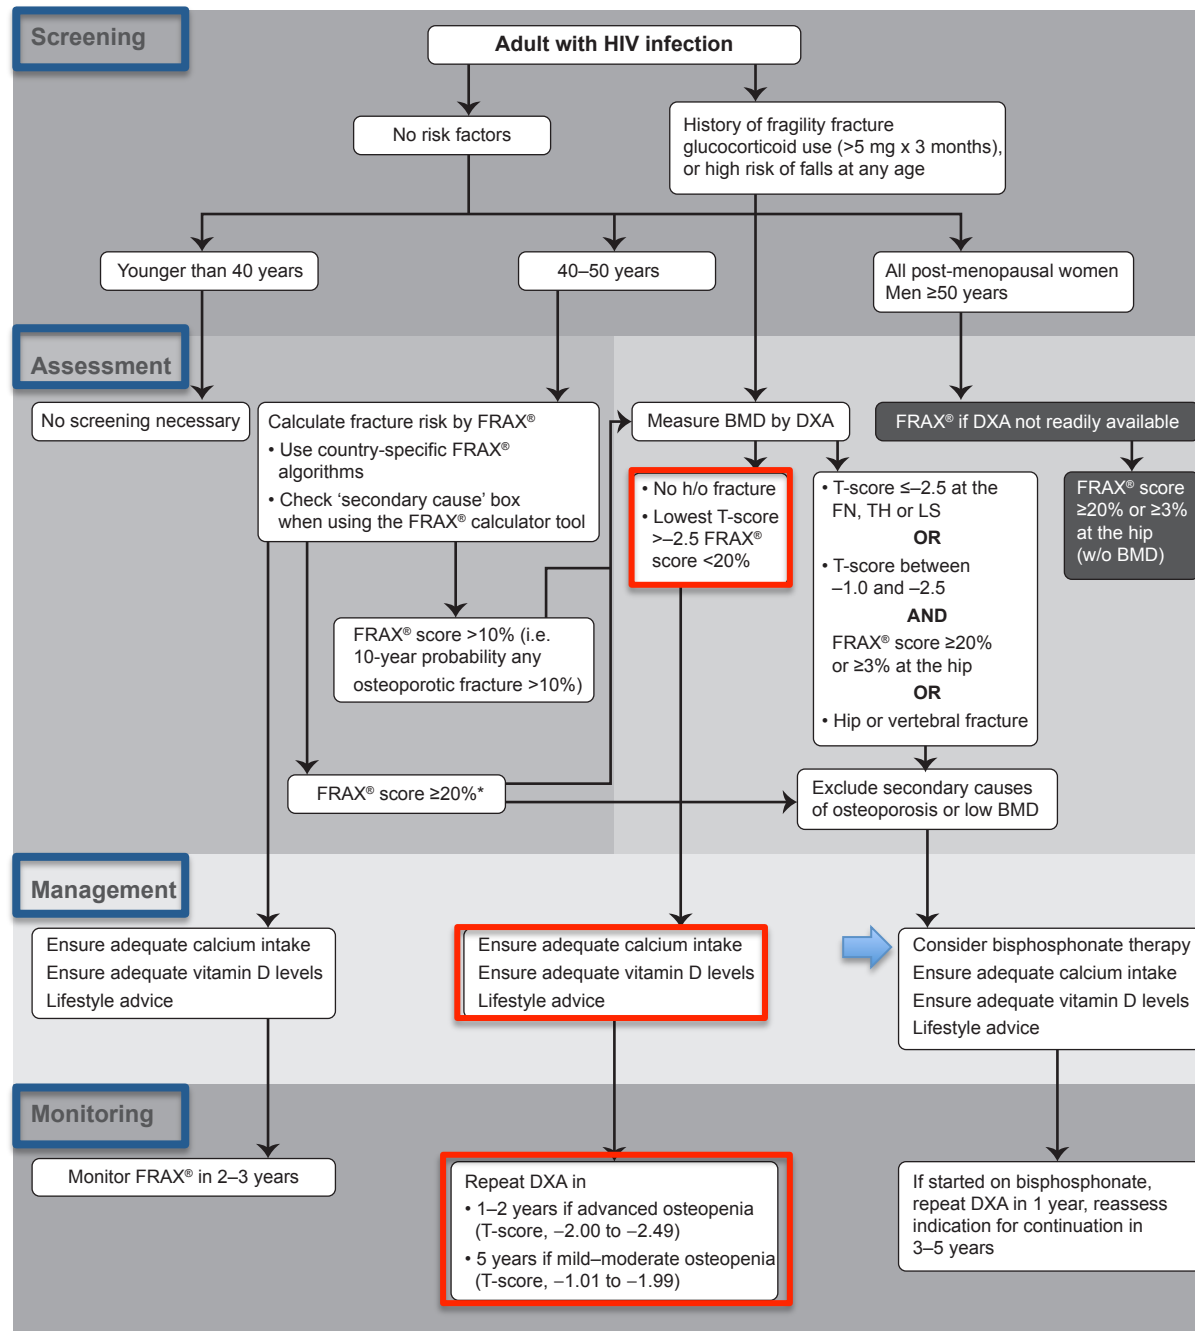 Screening
Adult with HIV infection
No risk factors
History of fragility fracture
glucocorticoid use (>5 mg x 3 months),
or high risk of falls at any age
Younger than 40 years
40–50 years
All post-menopausal women
Men ≥50 years
Assessment
No screening necessary
Calculate fracture risk by FRAX®
• Use country-specific FRAX®
algorithms
• Check ‘secondary cause’ box
when using the FRAX® calculator tool
Measure BMD by DXA
FRAX® if DXA not readily available
• No h/o fracture
• Lowest T-score
>–2.5 FRAX®
score <20%
• T-score ≤–2.5 at the
FN, TH or LS
OR
• T-score between
–1.0 and –2.5
AND
FRAX® score ≥20%
or ≥3% at the hip
OR
• Hip or vertebral fracture
FRAX® score
≥20% or ≥3%
at the hip
(w/o BMD)
FRAX® score >10% (i.e.
10-year probability any
osteoporotic fracture >10%)
FRAX® score ≥20%*
Exclude secondary causes
of osteoporosis or low BMD
Management
Ensure adequate calcium intake
Ensure adequate vitamin D levels
Lifestyle advice
Ensure adequate calcium intake
Ensure adequate vitamin D levels
Lifestyle advice
Consider bisphosphonate therapy
Ensure adequate calcium intake
Ensure adequate vitamin D levels
Lifestyle advice
Monitoring
Monitor FRAX® in 2–3 years
Repeat DXA in
• 1–2 years if advanced osteopenia
(T-score, −2.00 to −2.49)
• 5 years if mild–moderate osteopenia
(T-score, −1.01 to −1.99)
If started on bisphosphonate,
repeat DXA in 1 year, reassess
indication for continuation in
3–5 years